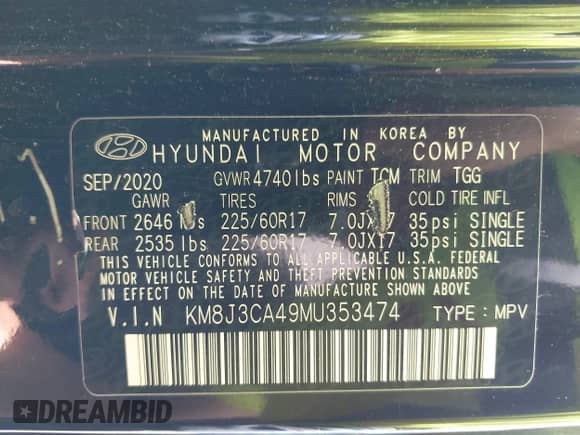 MANUFACTURED IN KOREA BY
HYUNDAI MOTOR COMPANY
SEP/2020 GVWR 4740lbs PAINT TCM TRIM TGG
GAWR TIRES RIMS COLD TIRE INFL
FRONT 2646 lbs 225/60R17 7.0JX17 35psi SINGLE
REAR 2535 lbs 225/60R17 7.0JX17 35psi SINGLE
THIS VEHICLE CONFORMS TO ALL APPLICABLE U.S.A. FEDERAL
MOTOR VEHICLE SAFETY AND THEFT PREVENTION STANDARDS
IN EFFECT ON THE DATE OF MANUFACTURE SHOWN ABOVE.
V.I.N KM8J3CA49MU353474 TYPE: MPV
DREAMBID